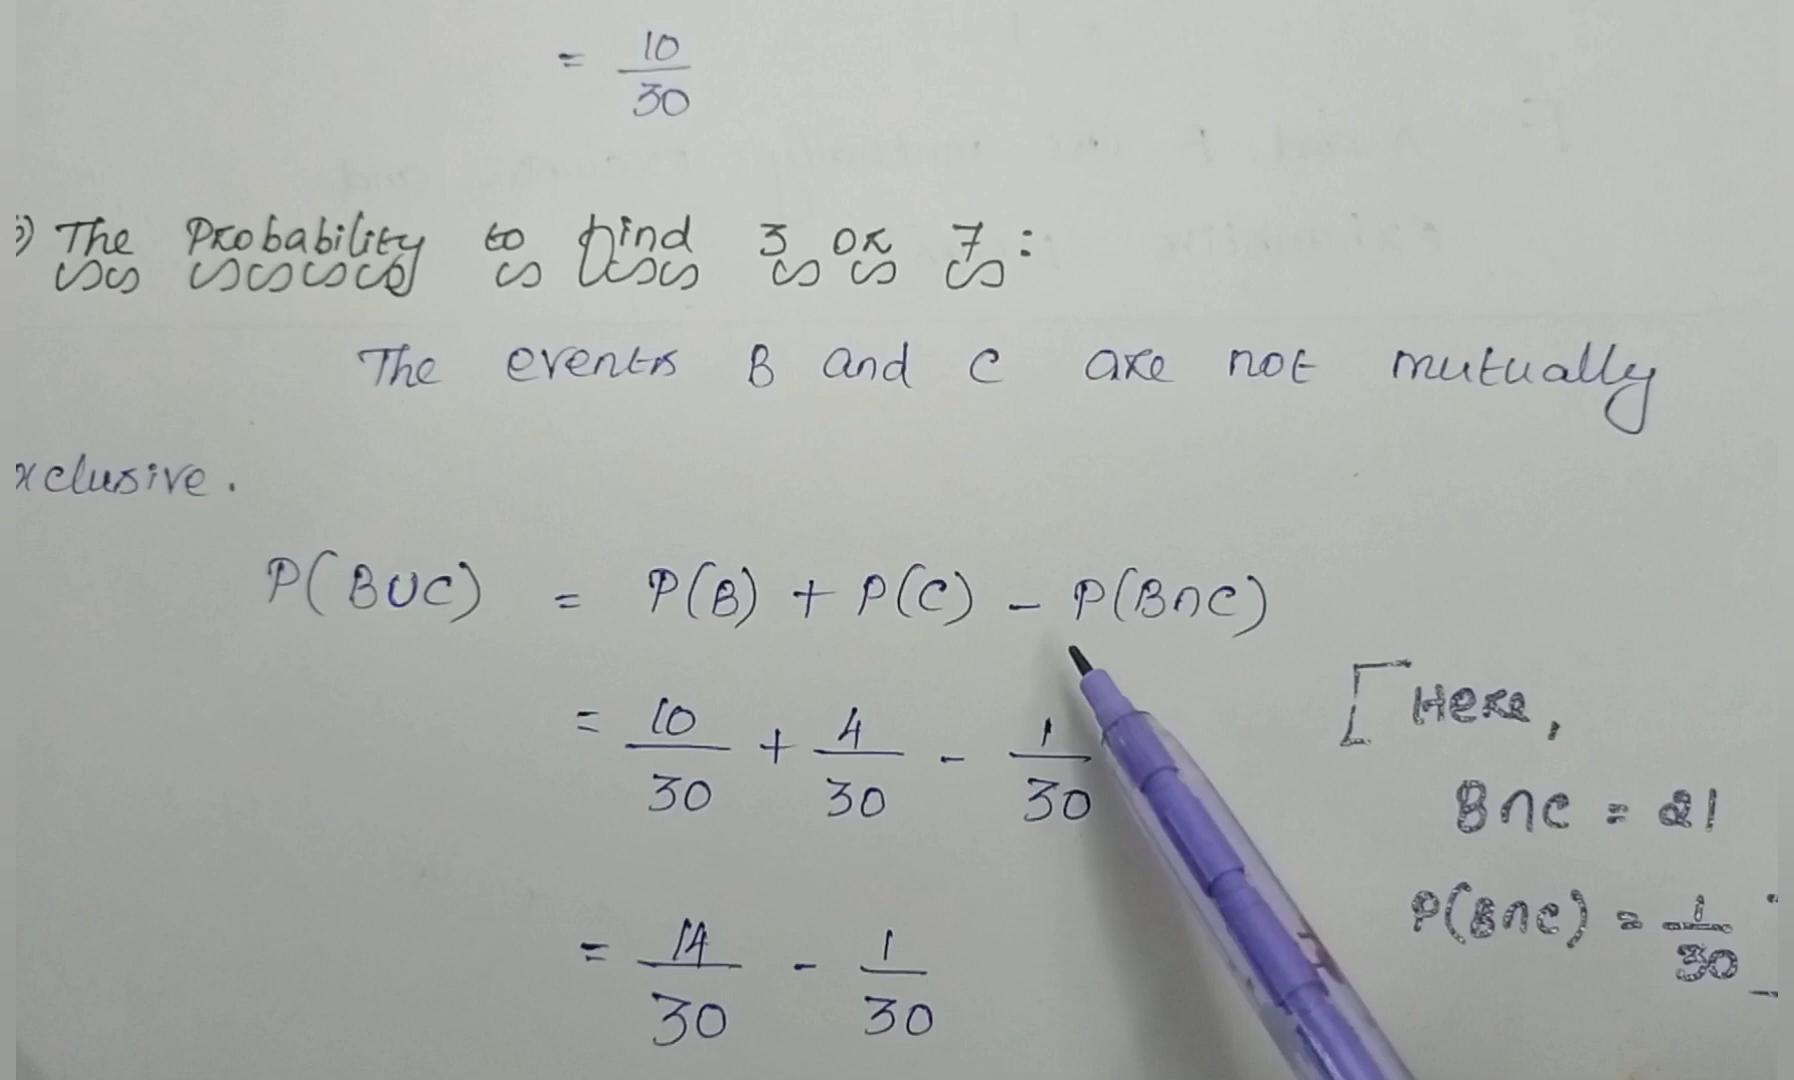 = 10/30
) The Probability to find 3 or 7 :
The events B and C are not mutually
xclusive .
P(BUC) = P(B) + P(C) - P(B∩C)
= 10/30 + 4/30 - 1/30
[Here,
B∩C = 21
P(B∩C) = 1/30 ]
= 14/30 - 1/30